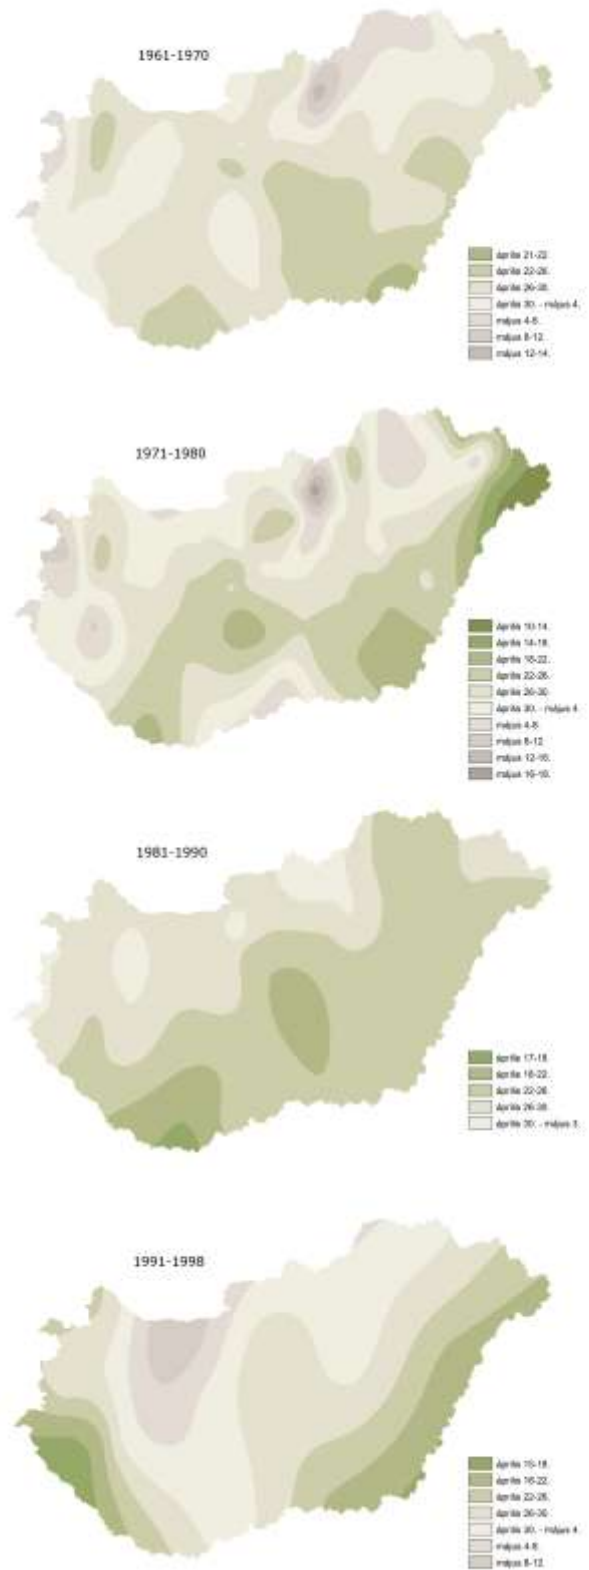 1961-1970
április 21-22.
április 22-26.
április 26-30.
április 30. - május 4.
május 4-8.
május 8-12.
május 12-14.
1971-1980
április 10-14.
április 14-18.
április 18-22.
április 22-26.
április 26-30.
április 30. - május 4.
május 4-8.
május 8-12.
május 12-16.
május 16-18.
1981-1990
április 17-18.
április 18-22.
április 22-26.
április 26-30.
április 30. - május 3.
1991-1998
április 15-18.
április 18-22.
április 22-26.
április 26-30.
április 30. - május 4.
május 4-8.
május 8-12.